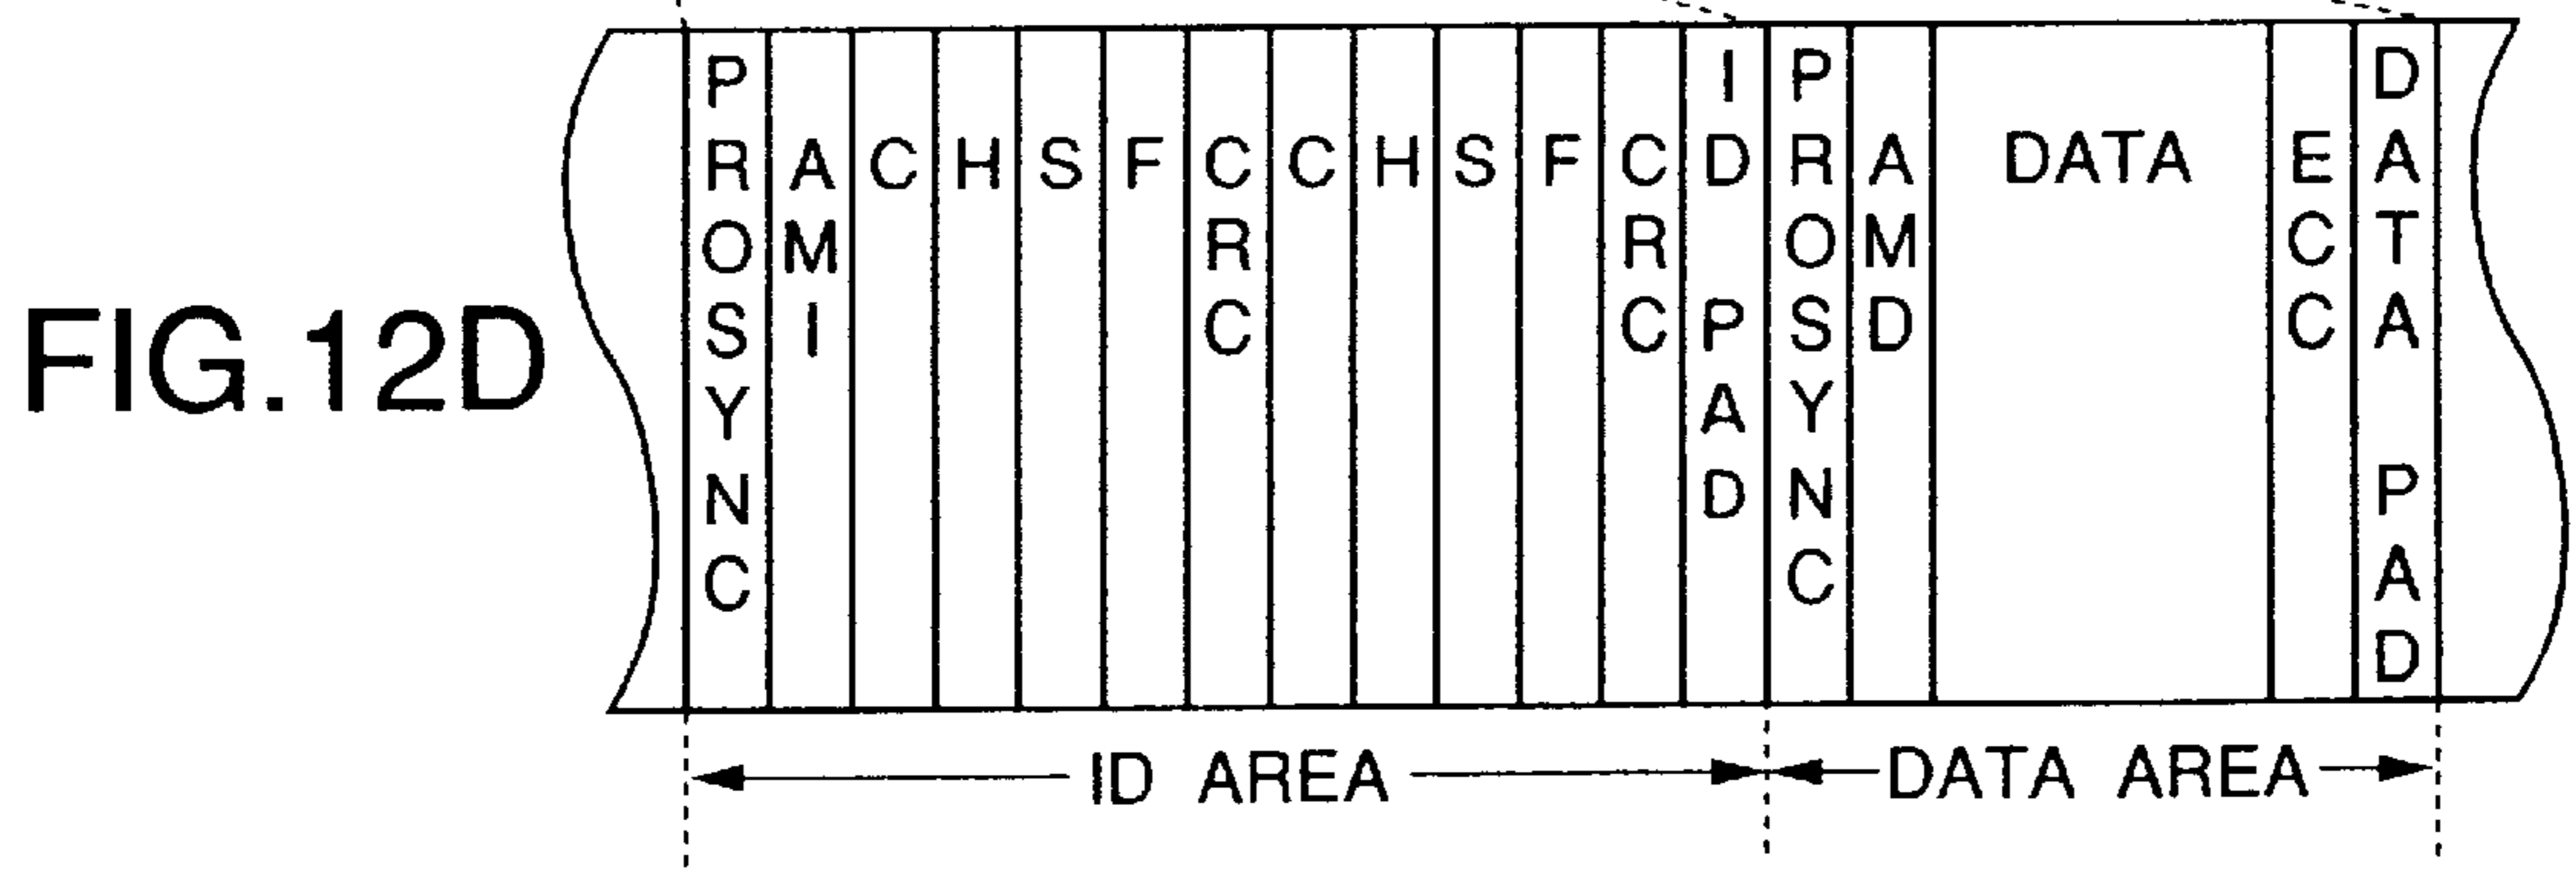 FIG.12D
PROSYNC
AMI
C
H
S
F
CRC
C
H
S
F
CRC
ID PAD
PROSYNC
AMD
DATA
ECC
DATA PAD
ID AREA
DATA AREA